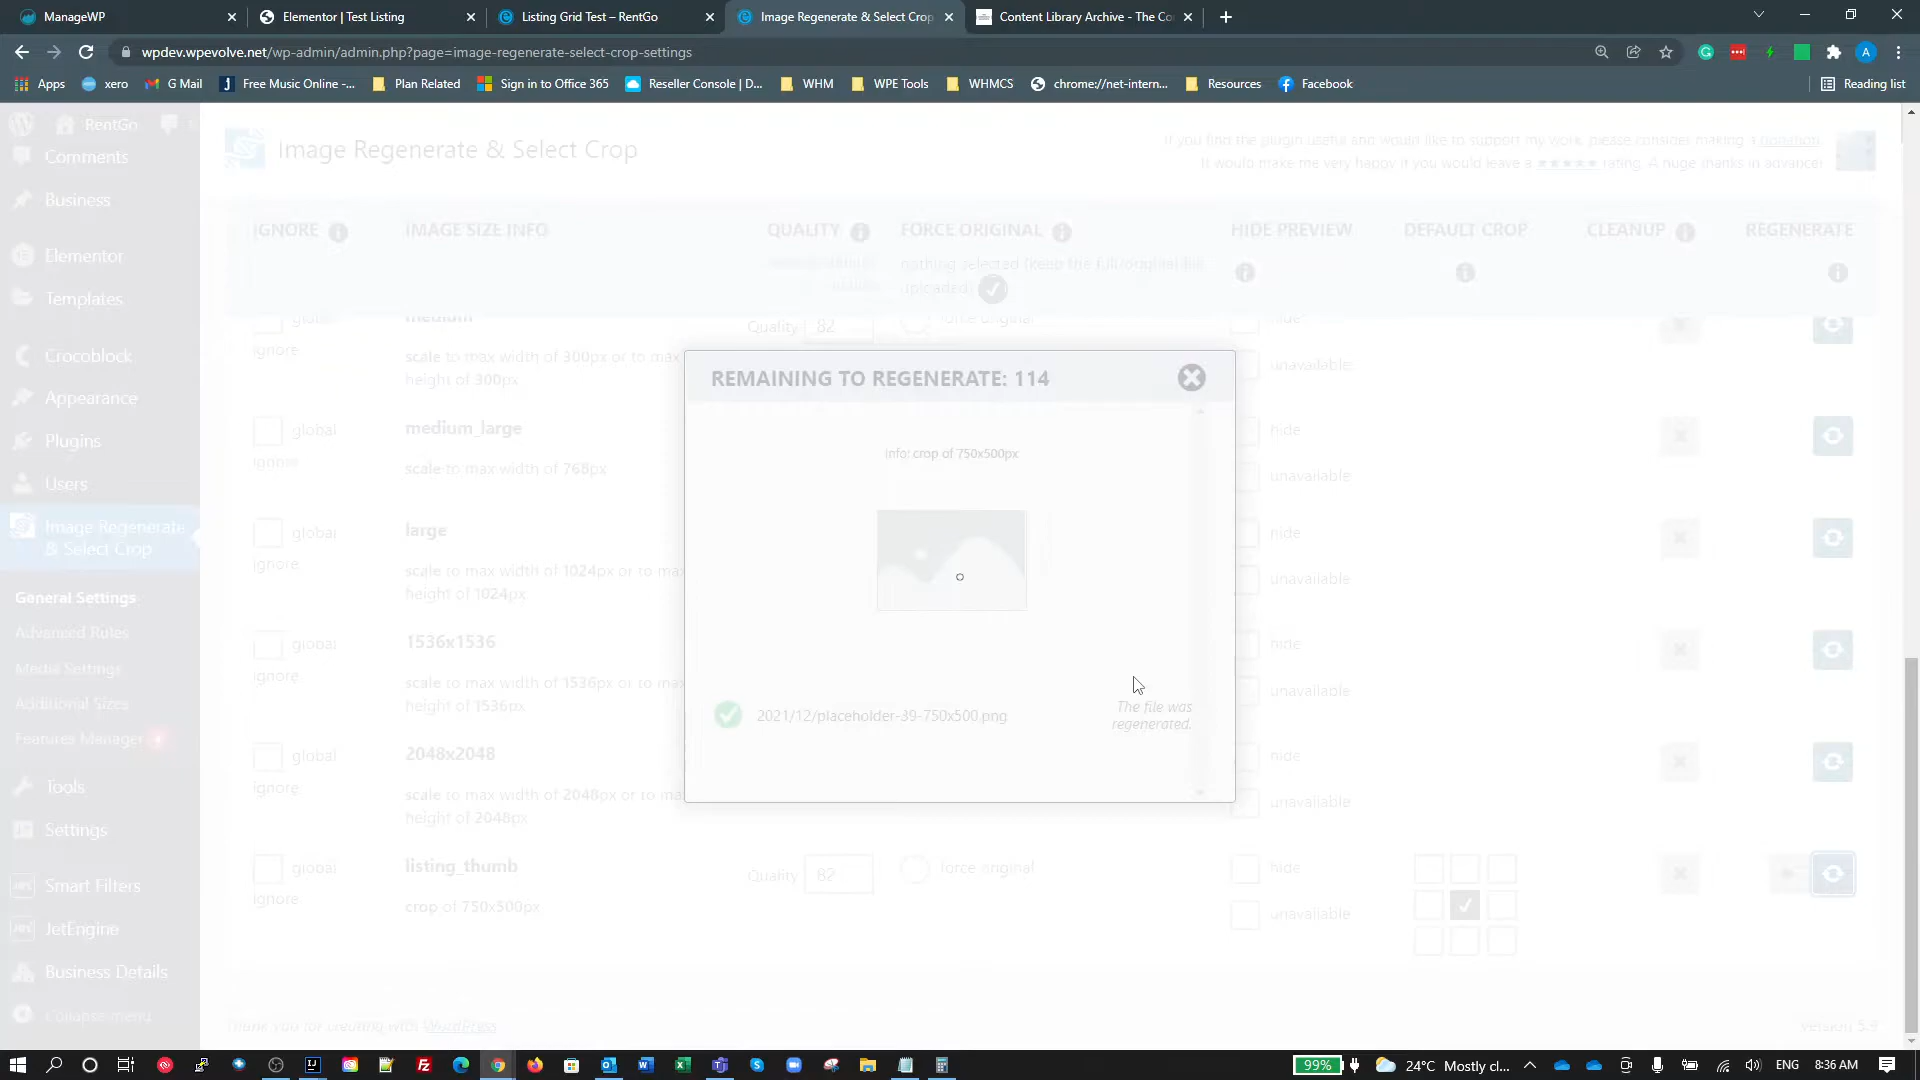 ManageWP
Elementor | Test Listing
Listing Grid Test – RentGo
Image Regenerate & Select Crop
Content Library Archive - The Co
wpdev.wpevolve.net/wp-admin/admin.php?page=image-regenerate-select-crop-settings
Apps
xero
G Mail
Free Music Online -...
Plan Related
Sign in to Office 365
Reseller Console | D...
WHM
WPE Tools
WHMCS
chrome://net-intern...
Resources
Facebook
Reading list
RentGo
Comments
Business
Elementor
Templates
Crocoblock
Appearance
Plugins
Users
Image Regenerate
& Select Crop
General Settings
Advanced Rules
Media Settings
Additional Sizes
Features Manager
Tools
Settings
Smart Filters
JetEngine
Business Details
Collapse menu
Image Regenerate & Select Crop
If you find the plugin useful and would like to support my work, please consider making a donation.
It would make me very happy if you would leave a ★★★★★ rating. A huge thanks in advance!
IGNORE
IMAGE SIZE INFO
QUALITY
FORCE ORIGINAL
HIDE PREVIEW
DEFAULT CROP
CLEANUP
REGENERATE
nothing selected (keep the full/original file
uploaded)
global
ignore
medium
scale to max width of 300px or to max
height of 300px
Quality 82
force original
hide
unavailable
global
ignore
medium_large
scale to max width of 768px
hide
unavailable
global
ignore
large
scale to max width of 1024px or to max
height of 1024px
hide
unavailable
global
ignore
1536x1536
scale to max width of 1536px or to max
height of 1536px
hide
unavailable
global
ignore
2048x2048
scale to max width of 2048px or to ma
height of 2048px
hide
unavailable
global
ignore
listing_thumb
crop of 750x500px
Quality 82
force original
hide
unavailable
REMAINING TO REGENERATE: 114
Info: crop of 750x500px
2021/12/placeholder-39-750x500.png
The file was
regenerated.
Thank you for creating with WordPress
Version 5.9
99%
24°C Mostly cl...
ENG
8:36 AM